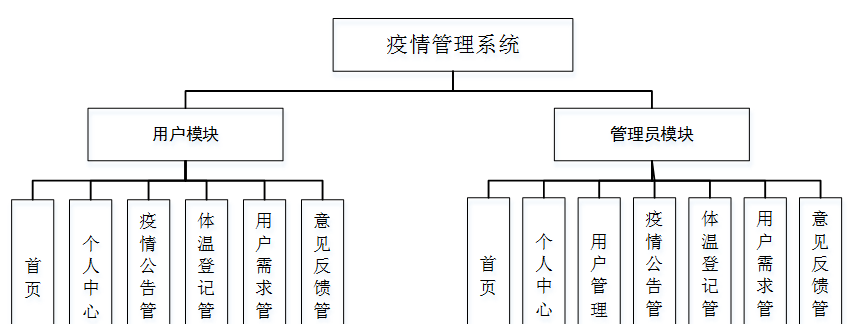 疫情管理系统
用户模块
管理员模块
首页
个人中心
疫情公告管
体温登记管
用户需求管
意见反馈管
首页
个人中心
用户管理
疫情公告管
体温登记管
用户需求管
意见反馈管